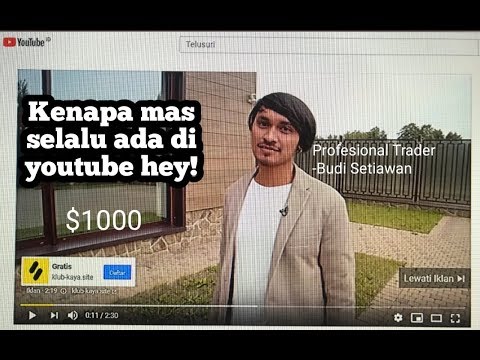 YouTube ID
Telusuri
Kenapa mas
selalu ada di
youtube hey!
Profesional Trader
-Budi Setiawan
$1000
Gratis
klub-kaya.site
Daftar
Lewati Iklan
Iklan · 2:19
klub-kaya.site
0:11 / 2:30